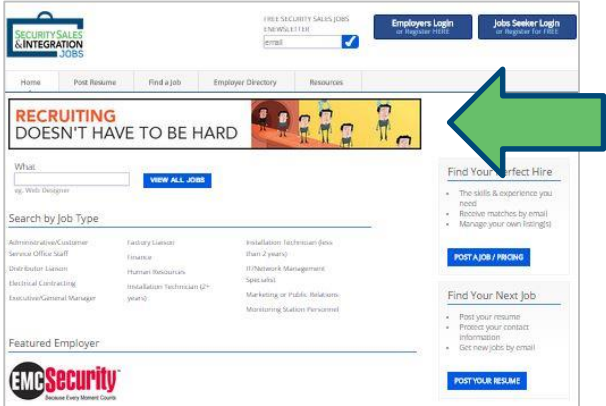 SECURITY SALES
& INTEGRATION
JOBS
FREE SECURITY SALES JOBS
ENEWSLETTER
email
Employers Login
or Register HERE
Jobs Seeker Login
or Register for FREE
Home
Post Resume
Find a Job
Employer Directory
Resources
RECRUITING
DOESN'T HAVE TO BE HARD
What
eg. Web Designer
VIEW ALL JOBS
Search by Job Type
Administrative/Customer
Service Office Staff
Distributor Liaison
Electrical Contracting
Executive/General Manager
Factory Liaison
Finance
Human Resources
Installation Technician (2+
years)
Installation Technician (less
than 2 years)
IT/Network Management
Specialist
Marketing or Public Relations
Monitoring Station Personnel
Featured Employer
EMCSecurity
Because Every Moment Counts
Find Your Perfect Hire
The skills & experience you
need
Receive matches by email
Manage your own listing(s)
POST A JOB / PRICING
Find Your Next Job
Post your resume
Protect your contact
information
Get new jobs by email
POST YOUR RESUME